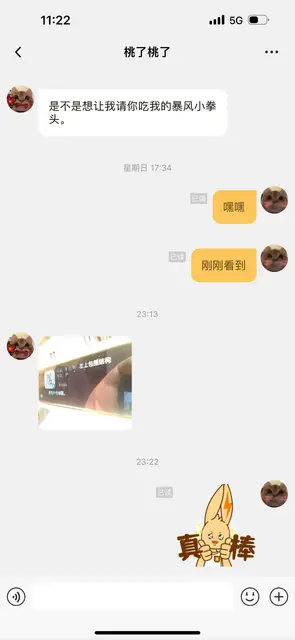 11:22
5G
桃了桃了
是不是想让我请你吃我的暴风小拳
头。
星期日 17:34
已读
嘿嘿
已读
刚刚看到
23:13
23:22
已读
真棒